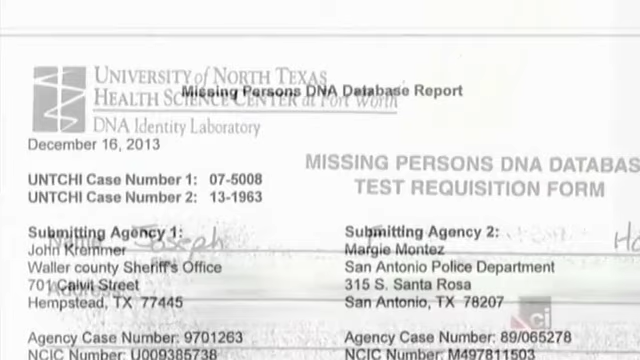 UNIVERSITY of NORTH TEXAS
HEALTH SCIENCE CENTER at Fort Worth
DNA Identity Laboratory
Missing Persons DNA Database Report
December 16, 2013
MISSING PERSONS DNA DATABAS
TEST REQUISITION FORM
UNTCHI Case Number 1: 07-5008
UNTCHI Case Number 2: 13-1963
Submitting Agency 1:
Joseph
John Kremmer
Waller county Sheriff's Office
701 Calvit Street
Hempstead, TX 77445
Submitting Agency 2:
Ho
Margie Montez
San Antonio Police Department
315 S. Santa Rosa
San Antonio, TX 78207
Agency Case Number: 9701263
NCIC Number: U009385738
Agency Case Number: 89/065278
NCIC Number: M497811503